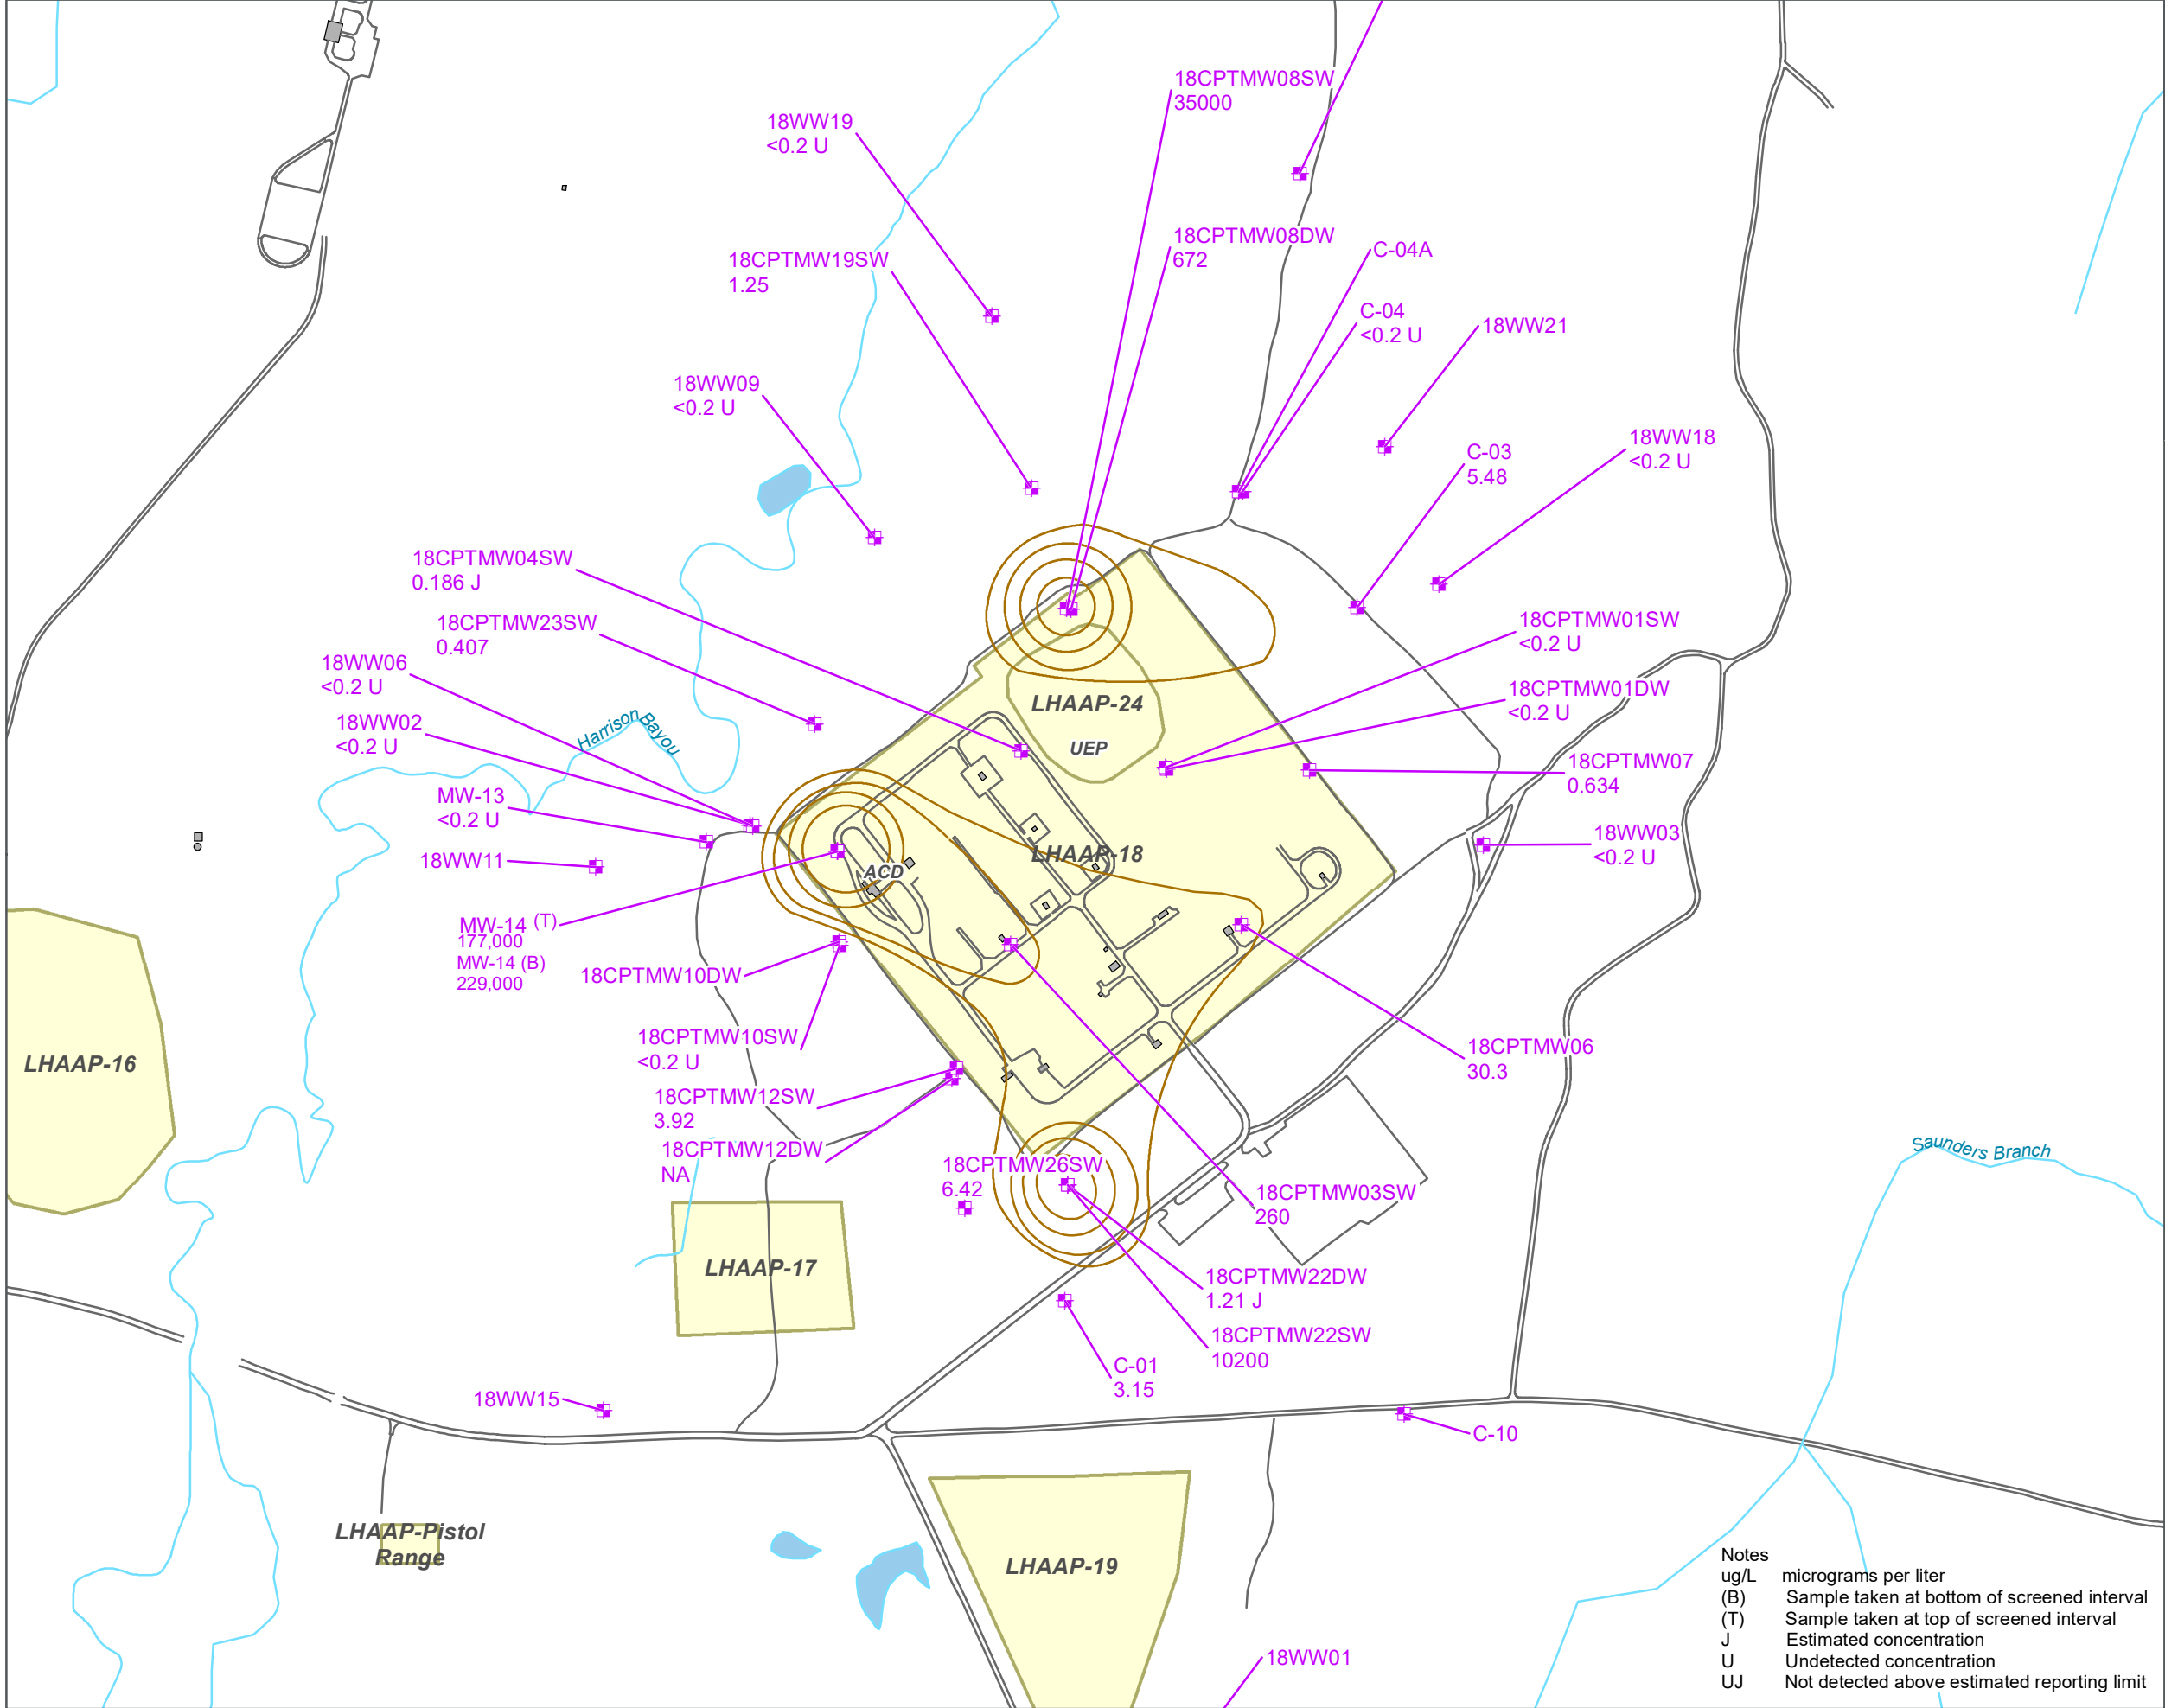 18CPTMW08SW
35000
18WW19
<0.2 U
18CPTMW08DW
672
C-04A
18CPTMW19SW
1.25
C-04
<0.2 U
18WW21
18WW09
<0.2 U
18WW18
<0.2 U
C-03
5.48
18CPTMW04SW
0.186 J
18CPTMW23SW
0.407
18CPTMW01SW
<0.2 U
18WW06
<0.2 U
18CPTMW01DW
<0.2 U
LHAAP-24
18WW02
<0.2 U
Harrison Bayou
UEP
18CPTMW07
0.634
MW-13
<0.2 U
18WW03
<0.2 U
LHAAP-18
18WW11
ACD
MW-14 (T)
177,000
MW-14 (B)
229,000
18CPTMW10DW
18CPTMW10SW
<0.2 U
18CPTMW06
30.3
LHAAP-16
18CPTMW12SW
3.92
18CPTMW12DW
NA
Saunders Branch
18CPTMW26SW
6.42
18CPTMW03SW
260
LHAAP-17
18CPTMW22DW
1.21 J
18CPTMW22SW
10200
C-01
3.15
18WW15
C-10
LHAAP-Pistol
Range
LHAAP-19
18WW01
Notes
ug/L micrograms per liter
(B) Sample taken at bottom of screened interval
(T) Sample taken at top of screened interval
J Estimated concentration
U Undetected concentration
UJ Not detected above estimated reporting limit